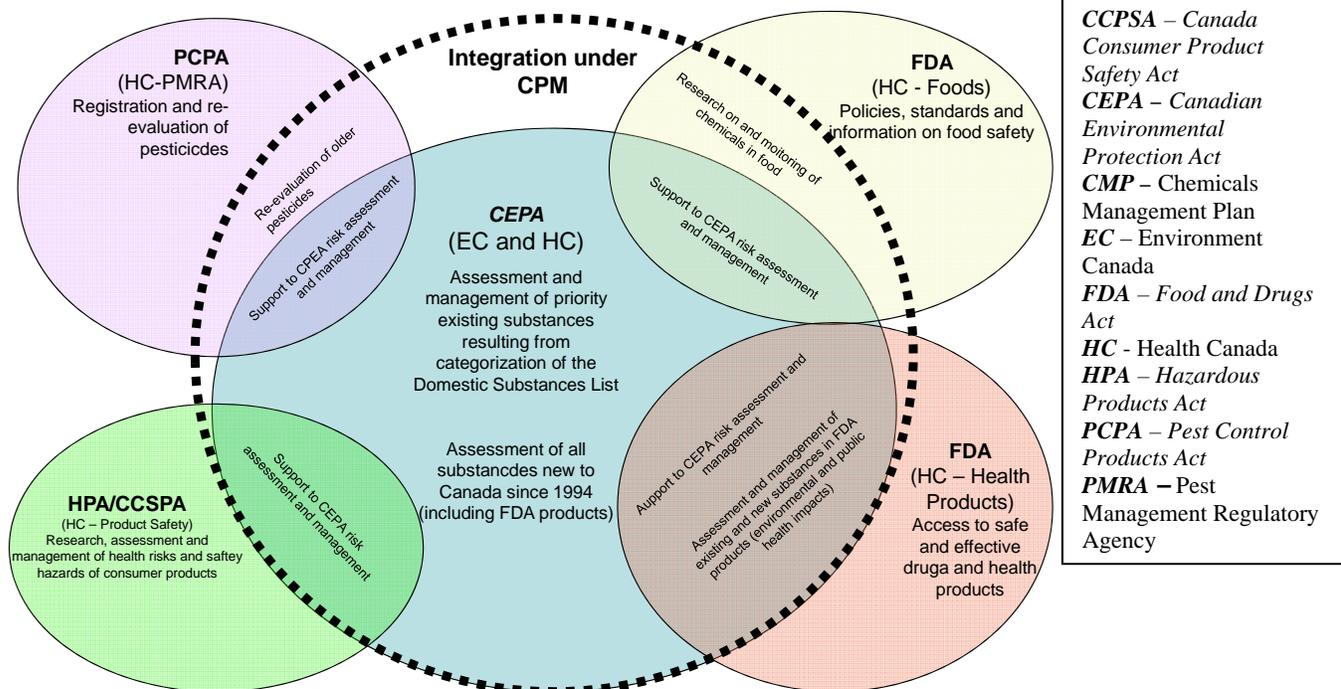 PCPA
(HC-PMRA)
Registration and re-
evaluation of
pesticicdes
Re-evaluation of older
pesticides
Support to CPEA risk assessment
and management
Integration under
CPM
FDA
(HC - Foods)
Policies, standards and
information on food safety
Research on and moitoring of
chemicals in food
Support to CEPA risk assessment
and management
CEPA
(EC and HC)
Assessment and
management of priority
existing substances
resulting from
categorization of the
Domestic Substances List
Assessment of all
substancdes new to
Canada since 1994
(including FDA products)
HPA/CCSPA
(HC – Product Safety)
Research, assessment and
management of health risks and saftey
hazards of consumer products
Support to CEPA risk
assessment and management
Aupport to CEPA risk assessment and
management
Assessment and management of
existing and new substances in FDA
products (environmental and public
health impacts)
FDA
(HC – Health
Products)
Access to safe
and effective
druga and health
products
CCPSA – Canada
Consumer Product
Safety Act
CEPA – Canadian
Environmental
Protection Act
CMP – Chemicals
Management Plan
EC – Environment
Canada
FDA – Food and Drugs
Act
HC - Health Canada
HPA – Hazardous
Products Act
PCPA – Pest Control
Products Act
PMRA – Pest
Management Regulatory
Agency